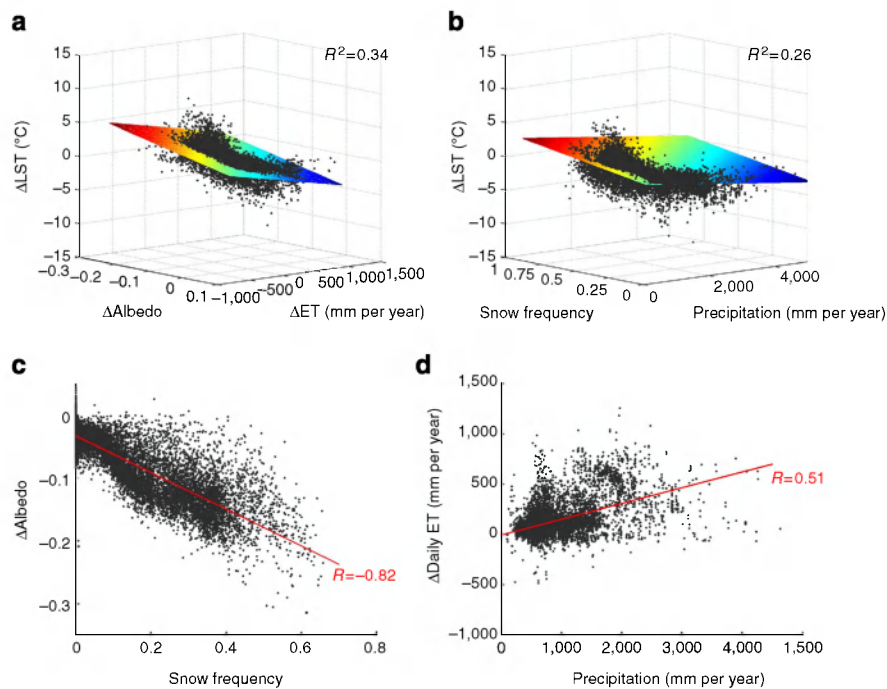 a
R²=0.34
15
10
5
0
−5
−10
−15
ΔLST (°C)
−0.3
−0.2
−0.1
0
0.1
ΔAlbedo
−1,000
−500
0
500
1,000
1,500
ΔET (mm per year)
b
R²=0.26
15
10
5
0
−5
−10
−15
ΔLST (°C)
1
0.75
0.5
0.25
0
Snow frequency
0
2,000
4,000
Precipitation (mm per year)
c
0
−0.1
−0.2
−0.3
ΔAlbedo
R=−0.82
0 0.2 0.4 0.6 0.8
Snow frequency
d
1,500
1,000
500
0
−500
−1,000
ΔDaily ET (mm per year)
R=0.51
0 1,000 2,000 3,000 4,000 1,500
Precipitation (mm per year)